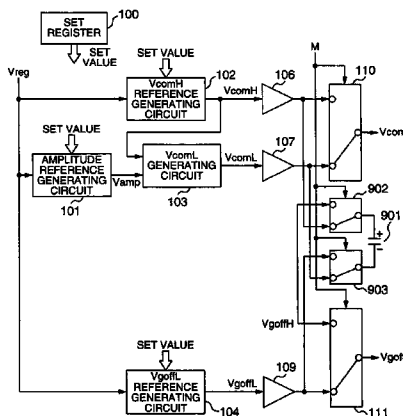 SET
REGISTER
100
SET
VALUE
SET VALUE
M
Vreg
VcomH
REFERENCE
GENERATING
CIRCUIT
102
VcomH
106
110
SET VALUE
AMPLITUDE
REFERENCE
GENERATING
CIRCUIT
101
Vamp
VcomL
GENERATING
CIRCUIT
103
VcomL
107
Vcom
902
901
+
-
903
VgoffH
SET VALUE
VgoffL
REFERENCE
GENERATING
CIRCUIT
104
VgoffL
109
Vgoff
111